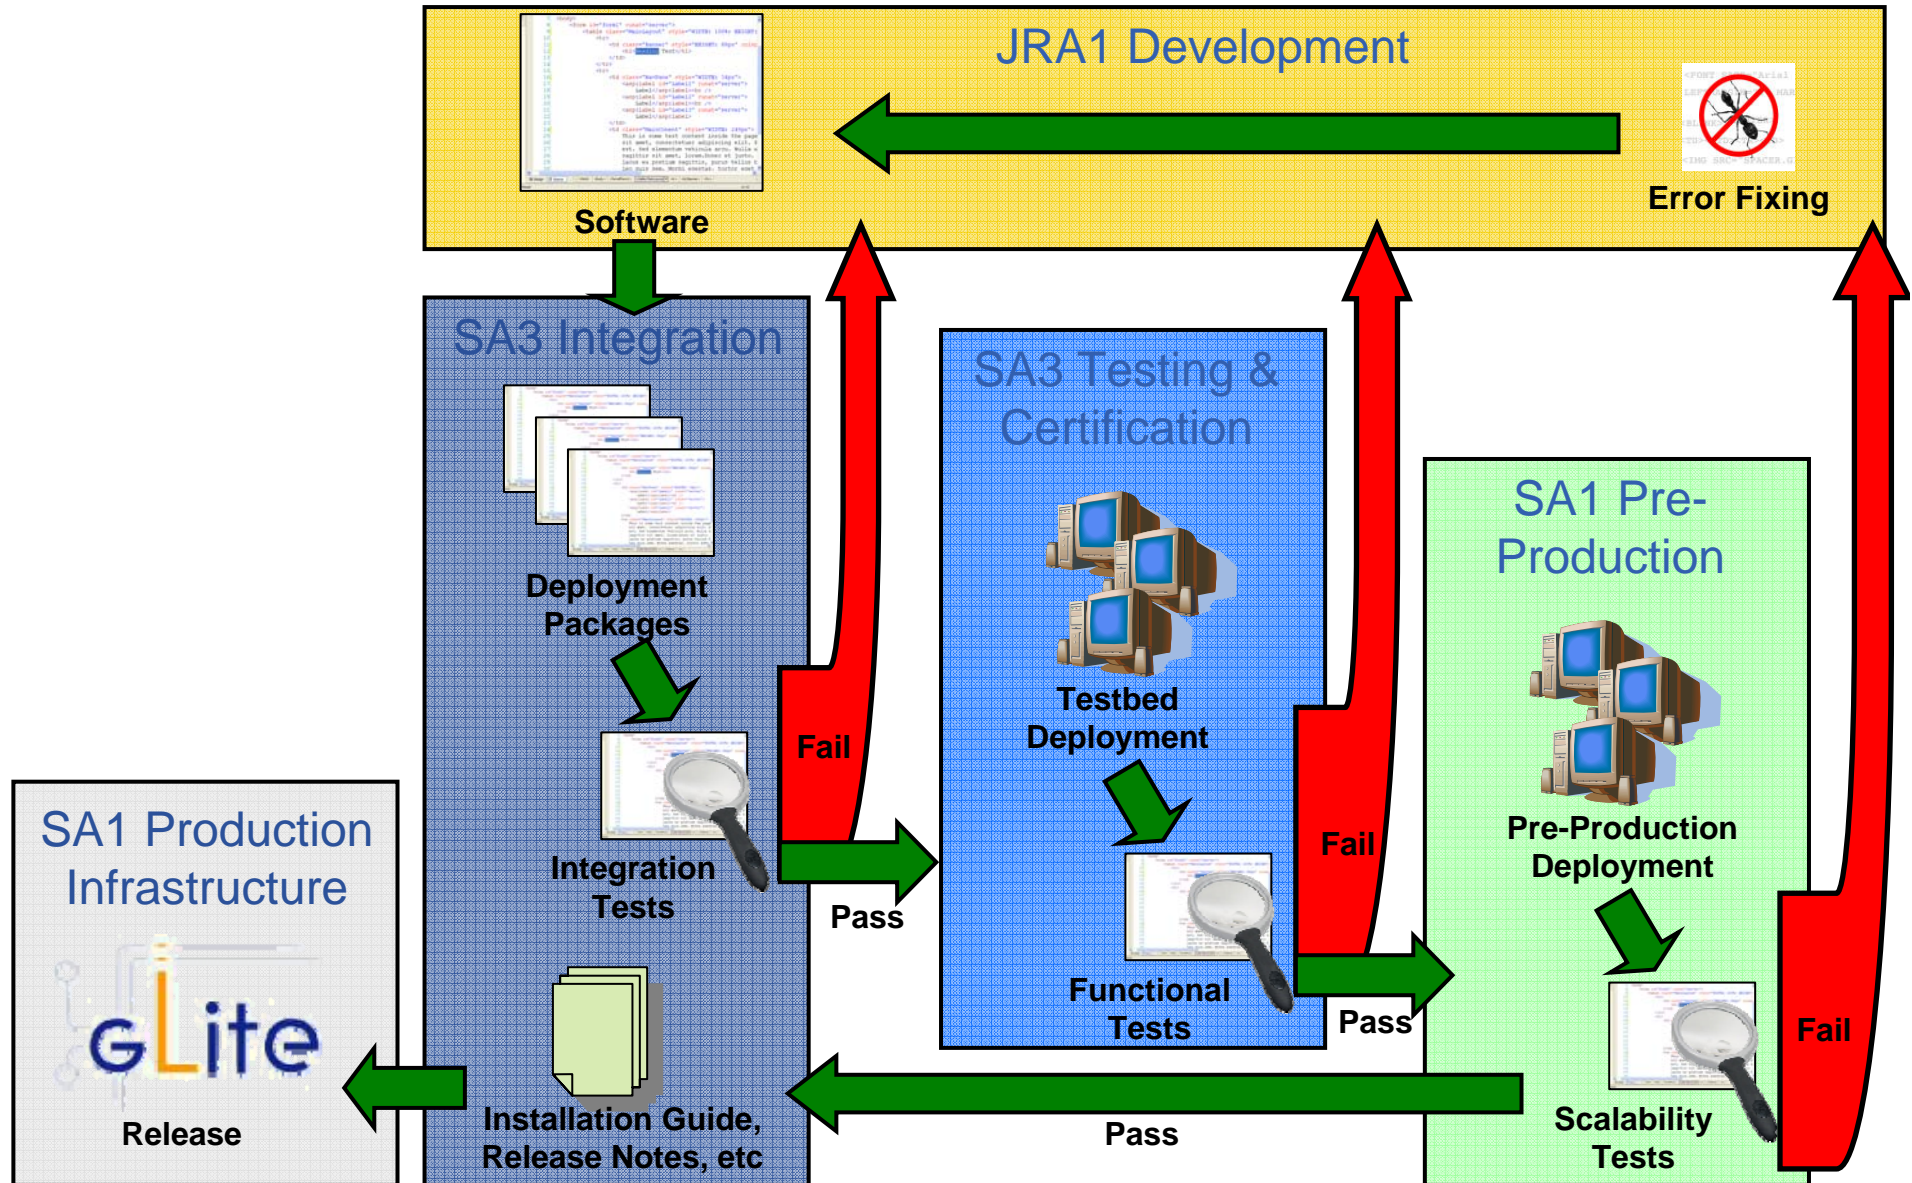 JRA1 Development
Software
Error Fixing
SA3 Integration
Deployment
Packages
Integration
Tests
Fail
Pass
SA3 Testing &
Certification
Testbed
Deployment
Functional
Tests
Fail
Pass
SA1 Pre-
Production
Pre-Production
Deployment
Scalability
Tests
Fail
Pass
Installation Guide,
Release Notes, etc
SA1 Production
Infrastructure
gLite
Release